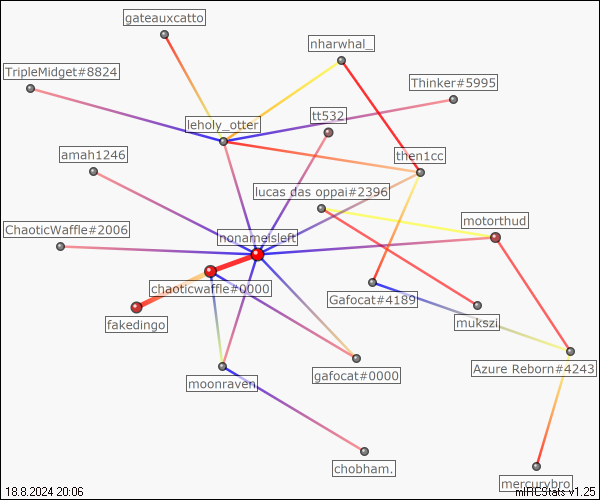 gateauxcatto
nharwhal_
TripleMidget#8824
Thinker#5995
tt532
leholy_otter
amah1246
then1cc
lucas das oppai#2396
motorthud
ChaoticWaffle#2006
nonameisleft
chaoticwaffle#0000
Gafocat#4189
fakedingo
mukszi
Azure Reborn#4243
gafocat#0000
moonraven
chobham.
mercurybro
18.8.2024 20:06
mIRCStats v1.25